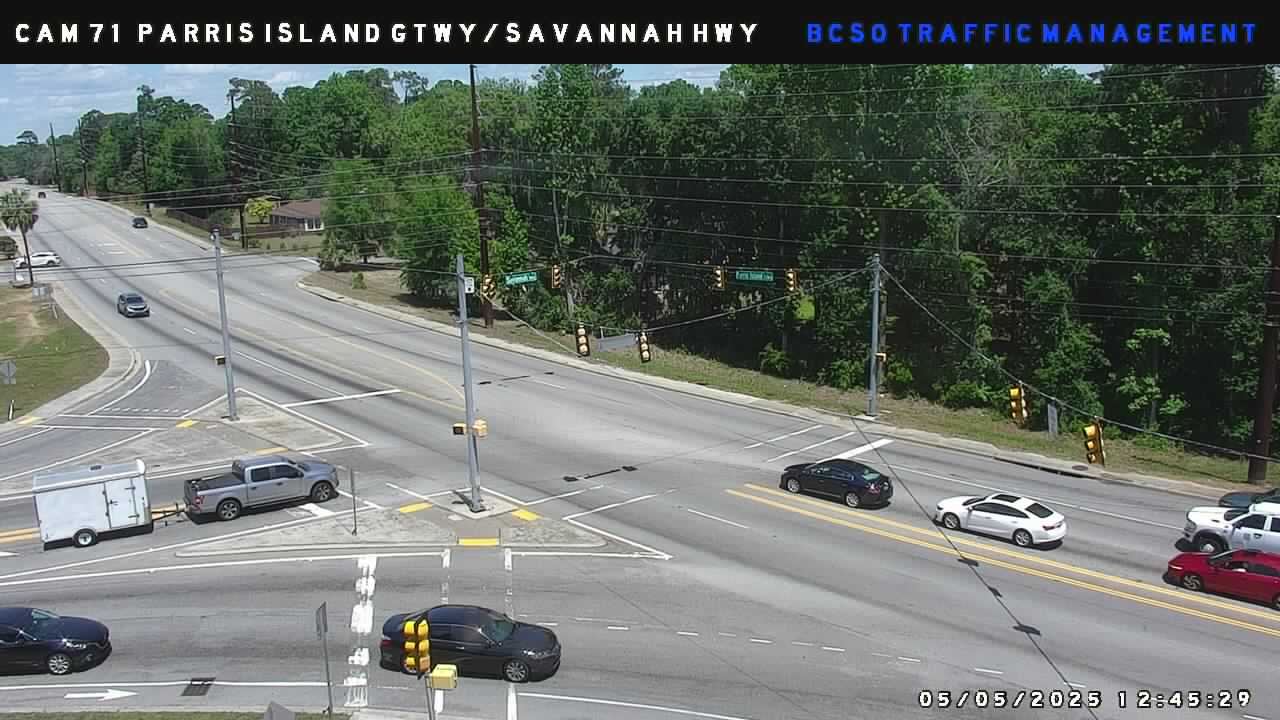 CAM 71 PARRIS ISLAND GTWY/SAVANNAH HWY
BCSO TRAFFIC MANAGEMENT
05/05/2025 12:45:29